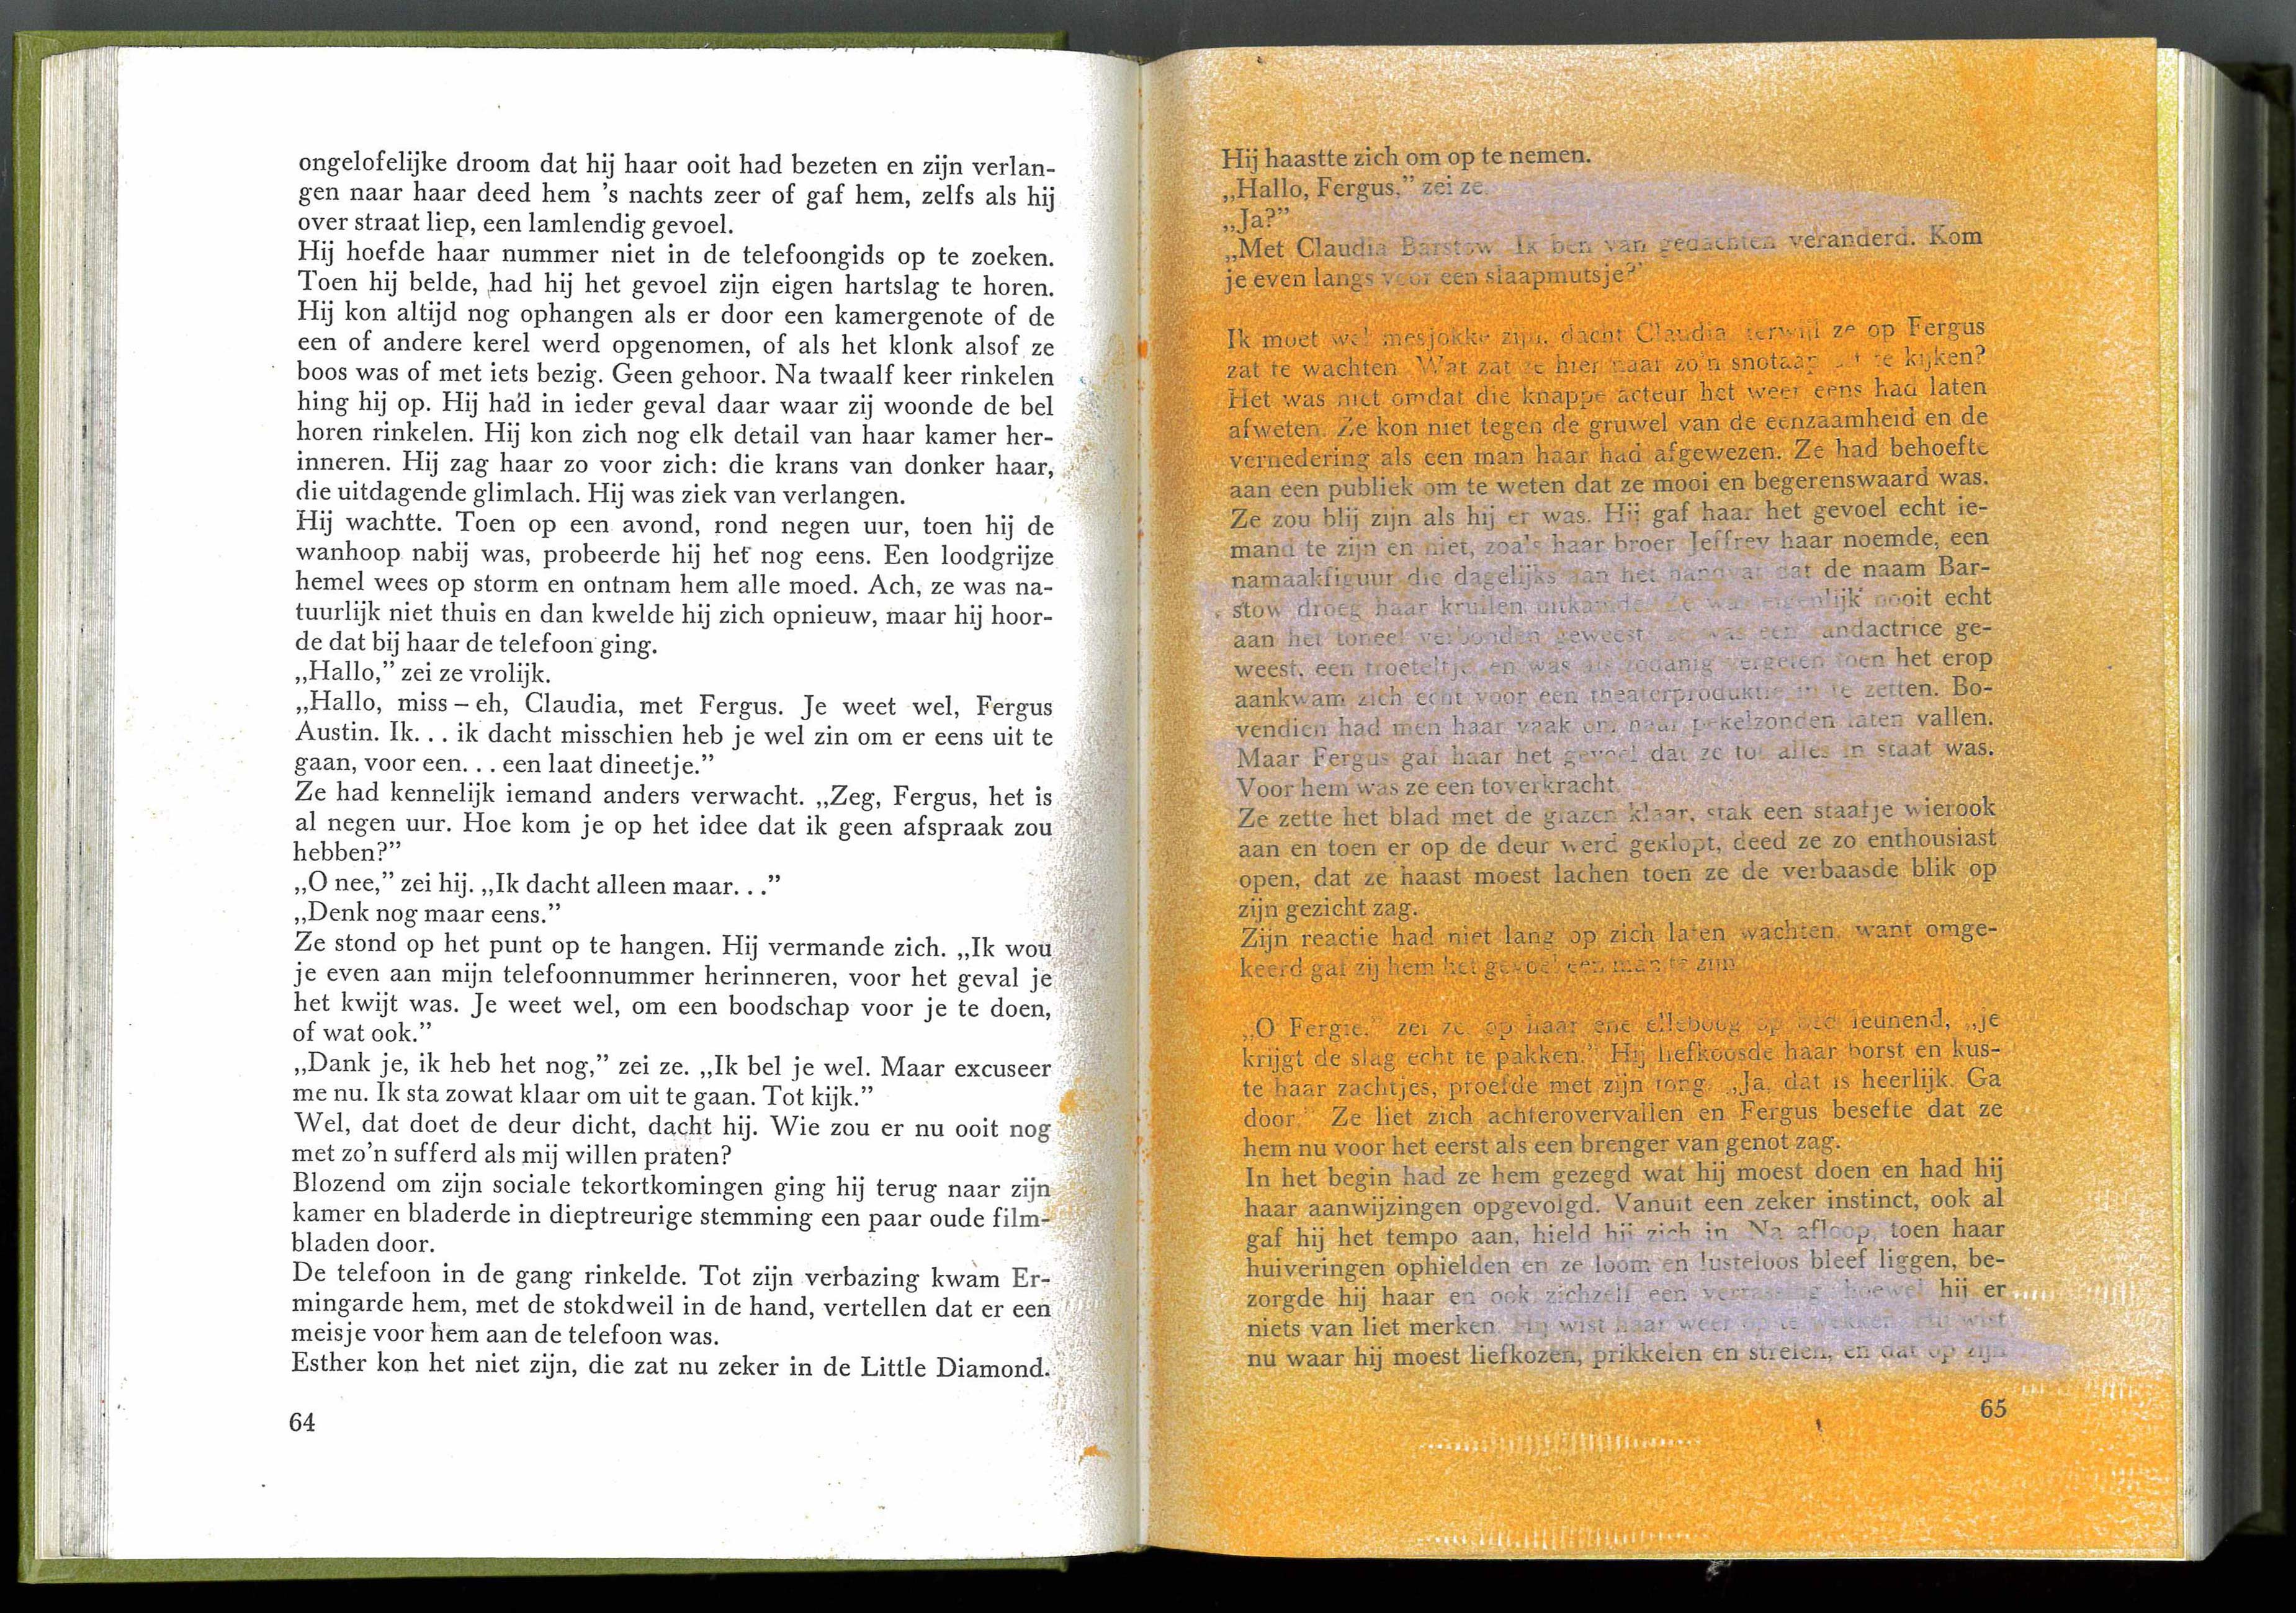 ongelofelijke droom dat hij haar ooit had bezeten en zijn verlan-
gen naar haar deed hem 's nachts zeer of gaf hem, zelfs als hij
over straat liep, een lamlendig gevoel.
Hij hoefde haar nummer niet in de telefoongids op te zoeken.
Toen hij belde, had hij het gevoel zijn eigen hartslag te horen.
Hij kon altijd nog ophangen als er door een kamergenote of de
een of andere kerel werd opgenomen, of als het klonk alsof ze
boos was of met iets bezig. Geen gehoor. Na twaalf keer rinkelen
hing hij op. Hij had in ieder geval daar waar zij woonde de bel
horen rinkelen. Hij kon zich nog elk detail van haar kamer her-
inneren. Hij zag haar zo voor zich: die krans van donker haar,
die uitdagende glimlach. Hij was ziek van verlangen.
Hij wachtte. Toen op een avond, rond negen uur, toen hij de
wanhoop nabij was, probeerde hij het nog eens. Een loodgrijze
hemel wees op storm en ontnam hem alle moed. Ach, ze was na-
tuurlijk niet thuis en dan kwelde hij zich opnieuw, maar hij hoor-
de dat bij haar de telefoon ging.
„Hallo,” zei ze vrolijk.
„Hallo, miss – eh, Claudia, met Fergus. Je weet wel, Fergus
Austin. Ik. . . ik dacht misschien heb je wel zin om er eens uit te
gaan, voor een. . . een laat dineetje.”
Ze had kennelijk iemand anders verwacht. „Zeg, Fergus, het is
al negen uur. Hoe kom je op het idee dat ik geen afspraak zou
hebben?”
„O nee,” zei hij. „Ik dacht alleen maar. . .”
„Denk nog maar eens.”
Ze stond op het punt op te hangen. Hij vermande zich. „Ik wou
je even aan mijn telefoonnummer herinneren, voor het geval je
het kwijt was. Je weet wel, om een boodschap voor je te doen,
of wat ook.”
„Dank je, ik heb het nog,” zei ze. „Ik bel je wel. Maar excuseer
me nu. Ik sta zowat klaar om uit te gaan. Tot kijk.”
Wel, dat doet de deur dicht, dacht hij. Wie zou er nu ooit nog
met zo'n sufferd als mij willen praten?
Blozend om zijn sociale tekortkomingen ging hij terug naar zijn
kamer en bladerde in dieptreurige stemming een paar oude film-
bladen door.
De telefoon in de gang rinkelde. Tot zijn verbazing kwam Er-
mingarde hem, met de stokdweil in de hand, vertellen dat er een
meisje voor hem aan de telefoon was.
Esther kon het niet zijn, die zat nu zeker in de Little Diamond.
64
Hij haastte zich om op te nemen.
„Hallo, Fergus,” zei ze.
„Ja?”
„Met Claudia Barstow. Ik ben van gedachten veranderd. Kom
je even langs voor een slaapmutsje?”
Ik moet wel mesjokke zijn, dacht Claudia terwijl ze op Fergus
zat te wachten. Wat zat ze hier naar zo'n snotaap uit te kijken?
Het was niet omdat die knappe acteur het weer eens had laten
afweten. Ze kon niet tegen de gruwel van de eenzaamheid en de
vernedering als een man haar had afgewezen. Ze had behoefte
aan een publiek om te weten dat ze mooi en begerenswaard was.
Ze zou blij zijn als hij er was. Hij gaf haar het gevoel echt ie-
mand te zijn en niet, zoals haar broer Jeffrey haar noemde, een
namaakfiguur die dagelijks aan het handvat dat de naam Bar-
stow droeg haar krullen uitkamde. Ze was eigenlijk nooit echt
aan het toneel verbonden geweest, ze was een randactrice ge-
weest, een troeteltje en was als zodanig vergeten toen het erop
aankwam zich echt voor een theaterproduktie in te zetten. Bo-
vendien had men haar vaak om haar pekelzonden laten vallen.
Maar Fergus gaf haar het gevoel dat ze tot alles in staat was.
Voor hem was ze een toverkracht.
Ze zette het blad met de glazen klaar, stak een staafje wierook
aan en toen er op de deur werd geklopt, deed ze zo enthousiast
open, dat ze haast moest lachen toen ze de verbaasde blik op
zijn gezicht zag.
Zijn reactie had niet lang op zich laten wachten, want omge-
keerd gaf zij hem het gevoel een man te zijn.
„O Fergie,” zei ze, op haar ene elleboog op bed leunend, „je
krijgt de slag echt te pakken.” Hij liefkoosde haar borst en kus-
te haar zachtjes, proefde met zijn tong. „Ja, dat is heerlijk. Ga
door.” Ze liet zich achterovervallen en Fergus besefte dat ze
hem nu voor het eerst als een brenger van genot zag.
In het begin had ze hem gezegd wat hij moest doen en had hij
haar aanwijzingen opgevolgd. Vanuit een zeker instinct, ook al
gaf hij het tempo aan, hield hij zich in. Na afloop, toen haar
huiveringen ophielden en ze loom en lusteloos bleef liggen, be-
zorgde hij haar en ook zichzelf een verrassing, hoewel hij er
niets van liet merken. Hij wist haar weer op te wekken. Hij wist
nu waar hij moest liefkozen, prikkelen en strelen, en dat op zijn
65